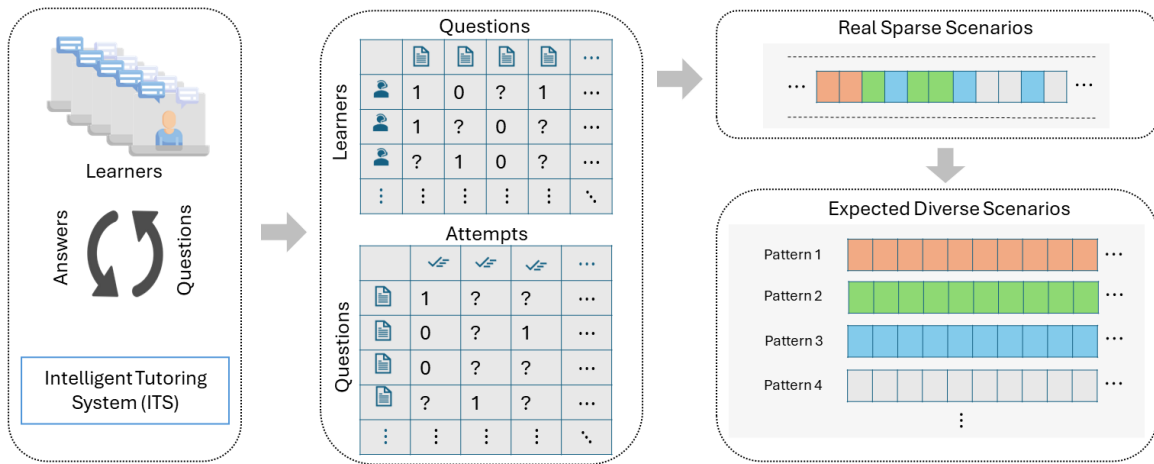 Learners
Answers
Questions
Intelligent Tutoring
System (ITS)
Questions
Learners
1 0 ? 1 ...
1 ? 0 ? ...
? 1 0 ? ...
Attempts
Questions
1 ? ? ...
0 ? 1 ...
0 ? ? ...
? 1 ? ...
Real Sparse Scenarios
Expected Diverse Scenarios
Pattern 1
Pattern 2
Pattern 3
Pattern 4